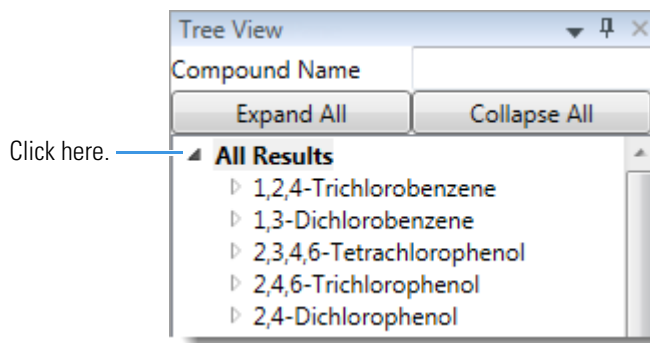 Tree View
Compound Name
Expand All Collapse All
Click here. All Results
1,2,4-Trichlorobenzene
1,3-Dichlorobenzene
2,3,4,6-Tetrachlorophenol
2,4,6-Trichlorophenol
2,4-Dichlorophenol